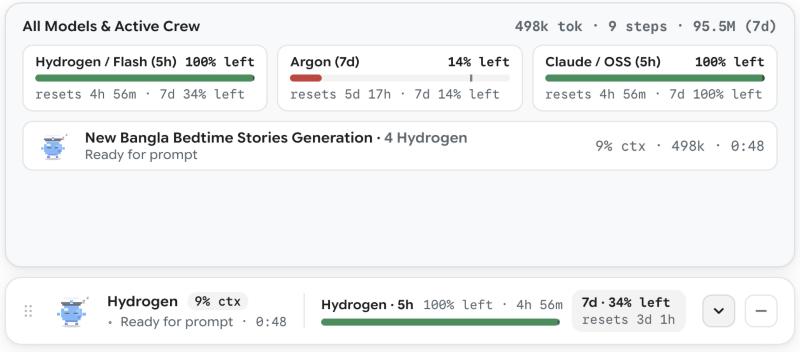 All Models & Active Crew 498k tok · 9 steps · 95.5M (7d)
Hydrogen / Flash (5h) 100% left
resets 4h 56m · 7d 34% left
Argon (7d) 14% left
resets 5d 17h · 7d 14% left
Claude / OSS (5h) 100% left
resets 4h 56m · 7d 100% left
New Bangla Bedtime Stories Generation · 4 Hydrogen
Ready for prompt
9% ctx · 498k · 0:48
Hydrogen 9% ctx
• Ready for prompt · 0:48
Hydrogen · 5h 100% left · 4h 56m
7d · 34% left
resets 3d 1h